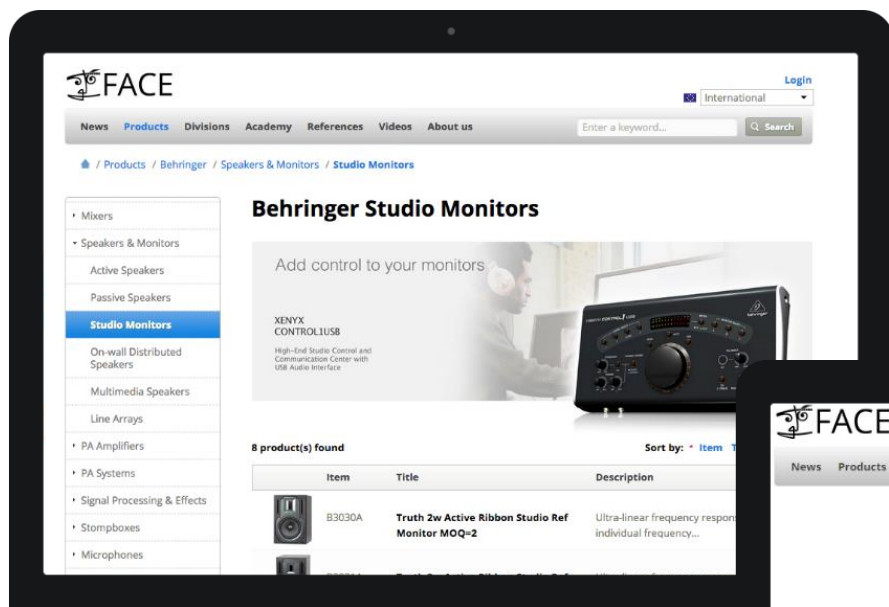 FACE
Login
International
News Products Divisions Academy References Videos About us
Enter a keyword...
Search
/ Products / Behringer / Speakers & Monitors / Studio Monitors
Mixers
Speakers & Monitors
Active Speakers
Passive Speakers
Studio Monitors
On-wall Distributed
Speakers
Multimedia Speakers
Line Arrays
PA Amplifiers
PA Systems
Signal Processing & Effects
Stompboxes
Microphones
Behringer Studio Monitors
Add control to your monitors
XENYX
CONTROL1USB
High-End Studio Control and
Communication Center with
USB Audio Interface
behringer
8 product(s) found
Sort by: Item
Item Title Description
B3030A
Truth 2w Active Ribbon Studio Ref
Monitor MOQ=2
Ultra-linear frequency
individual frequency...
FACE
News Products